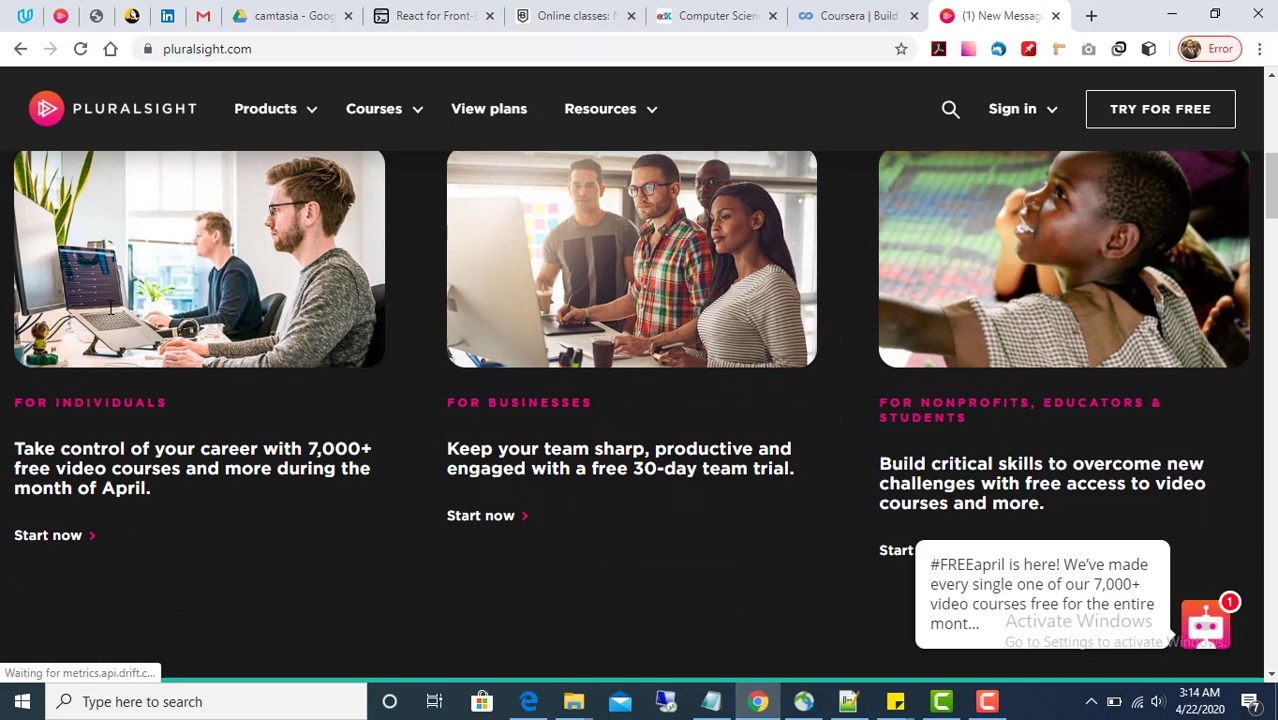 camtasia - Goog
React for Front-E
Online classes: N
edX
Computer Scien
Coursera | Build
(1) New Messag
pluralsight.com
Error
PLURALSIGHT
Products
Courses
View plans
Resources
Sign in
TRY FOR FREE
FOR INDIVIDUALS
Take control of your career with 7,000+
free video courses and more during the
month of April.
Start now
FOR BUSINESSES
Keep your team sharp, productive and
engaged with a free 30-day team trial.
Start now
FOR NONPROFITS, EDUCATORS &
STUDENTS
Build critical skills to overcome new
challenges with free access to video
courses and more.
Start
#FREEapril is here! We've made
every single one of our 7,000+
video courses free for the entire
mont...
1
Activate Windows
Go to Settings to activate Windows.
Waiting for metrics.api.drift.c...
Type here to search
3:14 AM
4/22/2020
7